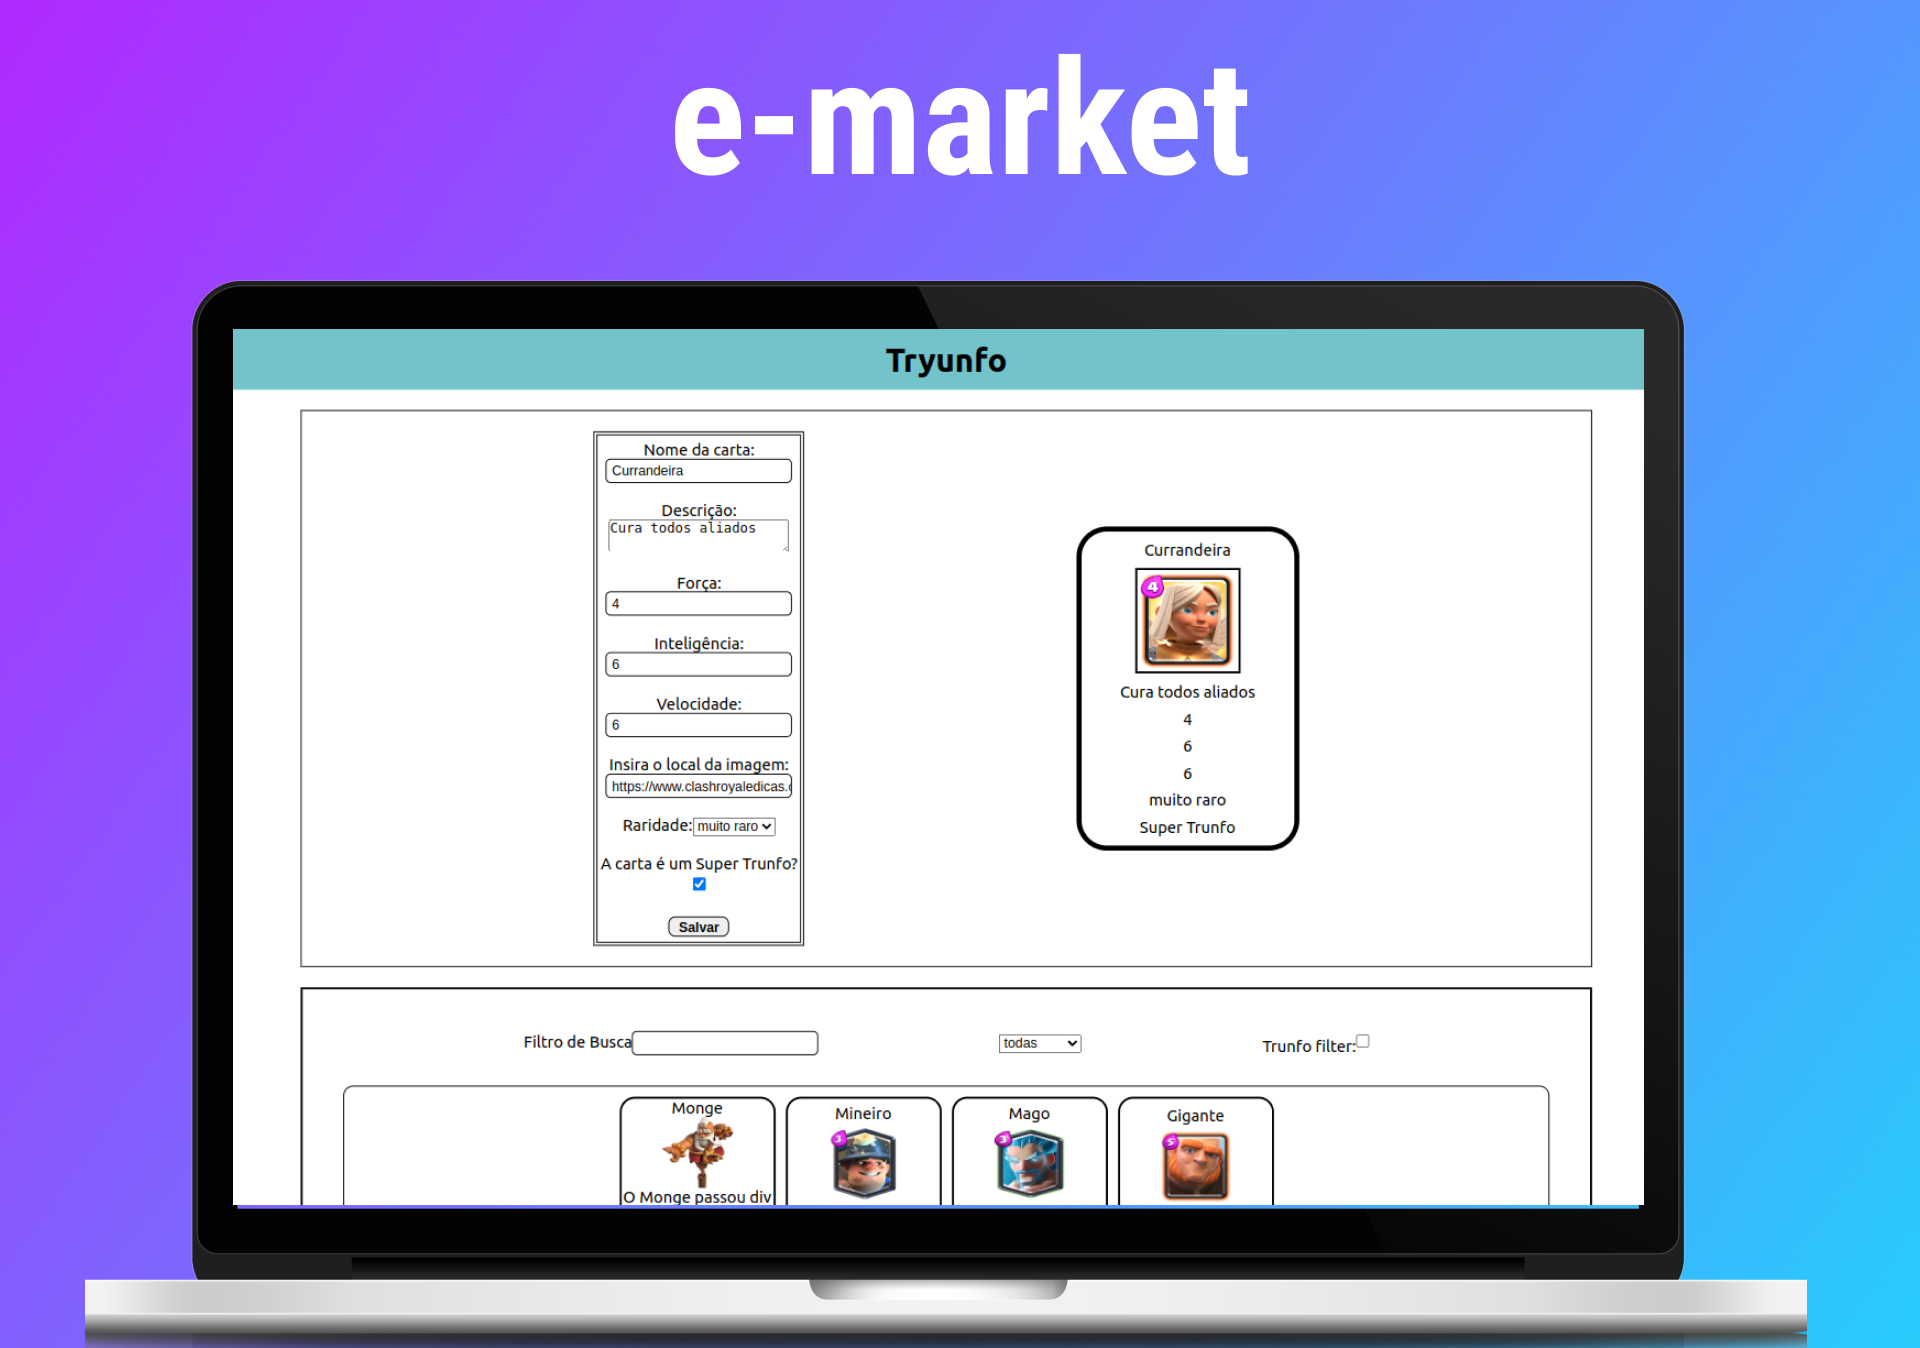 e-market
Tryunfo
Nome da carta:
Currandeira
Descrição:
Cura todos aliados
Força:
4
Inteligência:
6
Velocidade:
6
Insira o local da imagem:
https://www.clashroyaledicas.c
Raridade: muito raro
A carta é um Super Trunfo?
Salvar
Currandeira
4
Cura todos aliados
4
6
6
muito raro
Super Trunfo
Filtro de Busca
todas
Trunfo filter:
Monge
O Monge passou div
Mineiro
3
Mago
3
Gigante
5